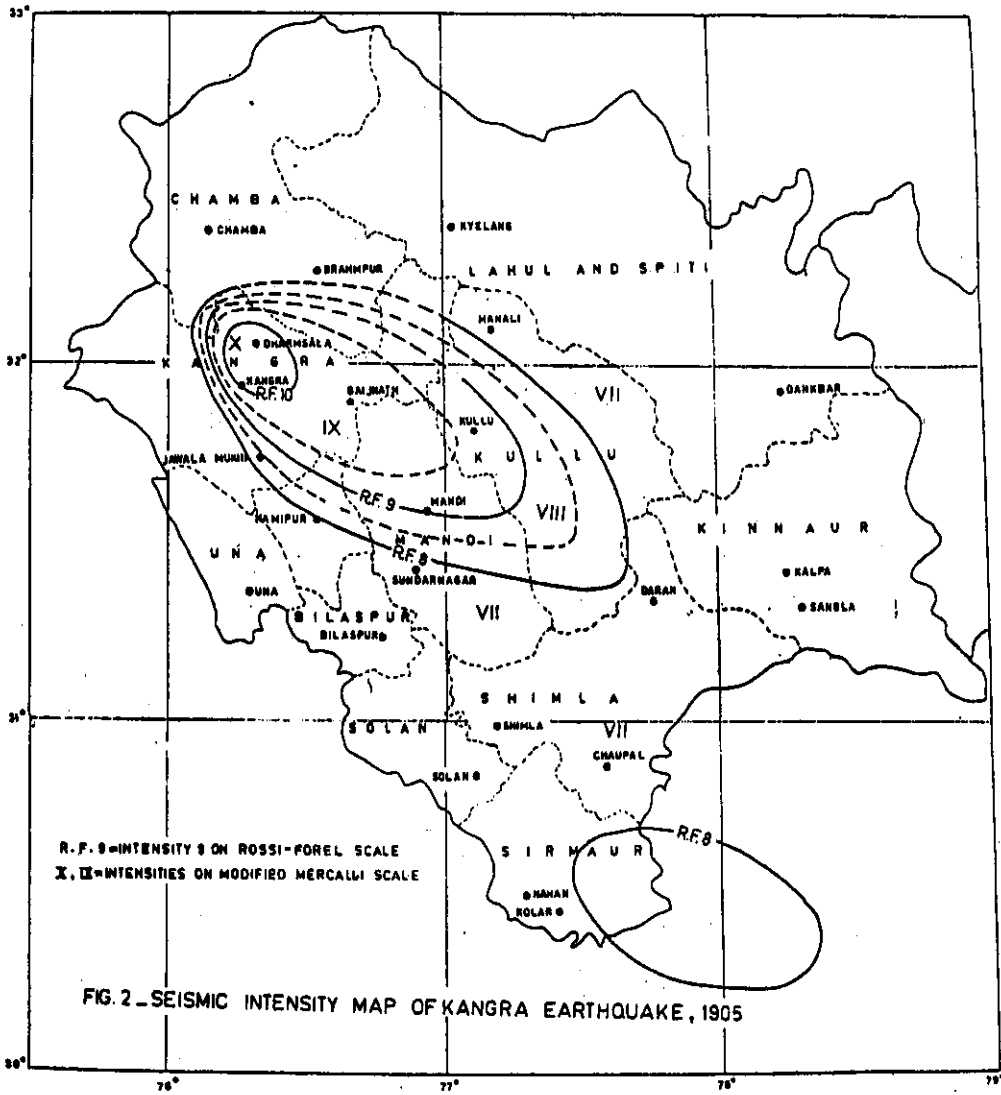 33°
CHAMBA
CHAMBA
KYELANG
BRAHMPUR
LAHUL AND SPITI
MANALI
X
DHARMSALA
32°
KANGRA
KANGRA
R.F.10
BAIJNATH
VII
DANKBAR
IX
KULLU
KULLU
JAWALA MUKHI
R.F.9
MANDI
VIII
HAMIPUR
MANDI
KINNAUR
R.F.8
UNA
SUNDARNAGAR
KALPA
UNA
DARAN
SANGLA
BILASPUR
VII
BILASPUR
SHIMLA
31°
SOLAN
SHIMLA
VII
CHAUPAL
SOLAN
R.F.8
R.F.9=INTENSITY 9 ON ROSSI-FOREL SCALE
SIRMAUR
X, IX=INTENSITIES ON MODIFIED MERCALLI SCALE
NAHAN
KOLAR
FIG. 2_SEISMIC INTENSITY MAP OF KANGRA EARTHQUAKE, 1905
30°
76°
77°
78°
79°